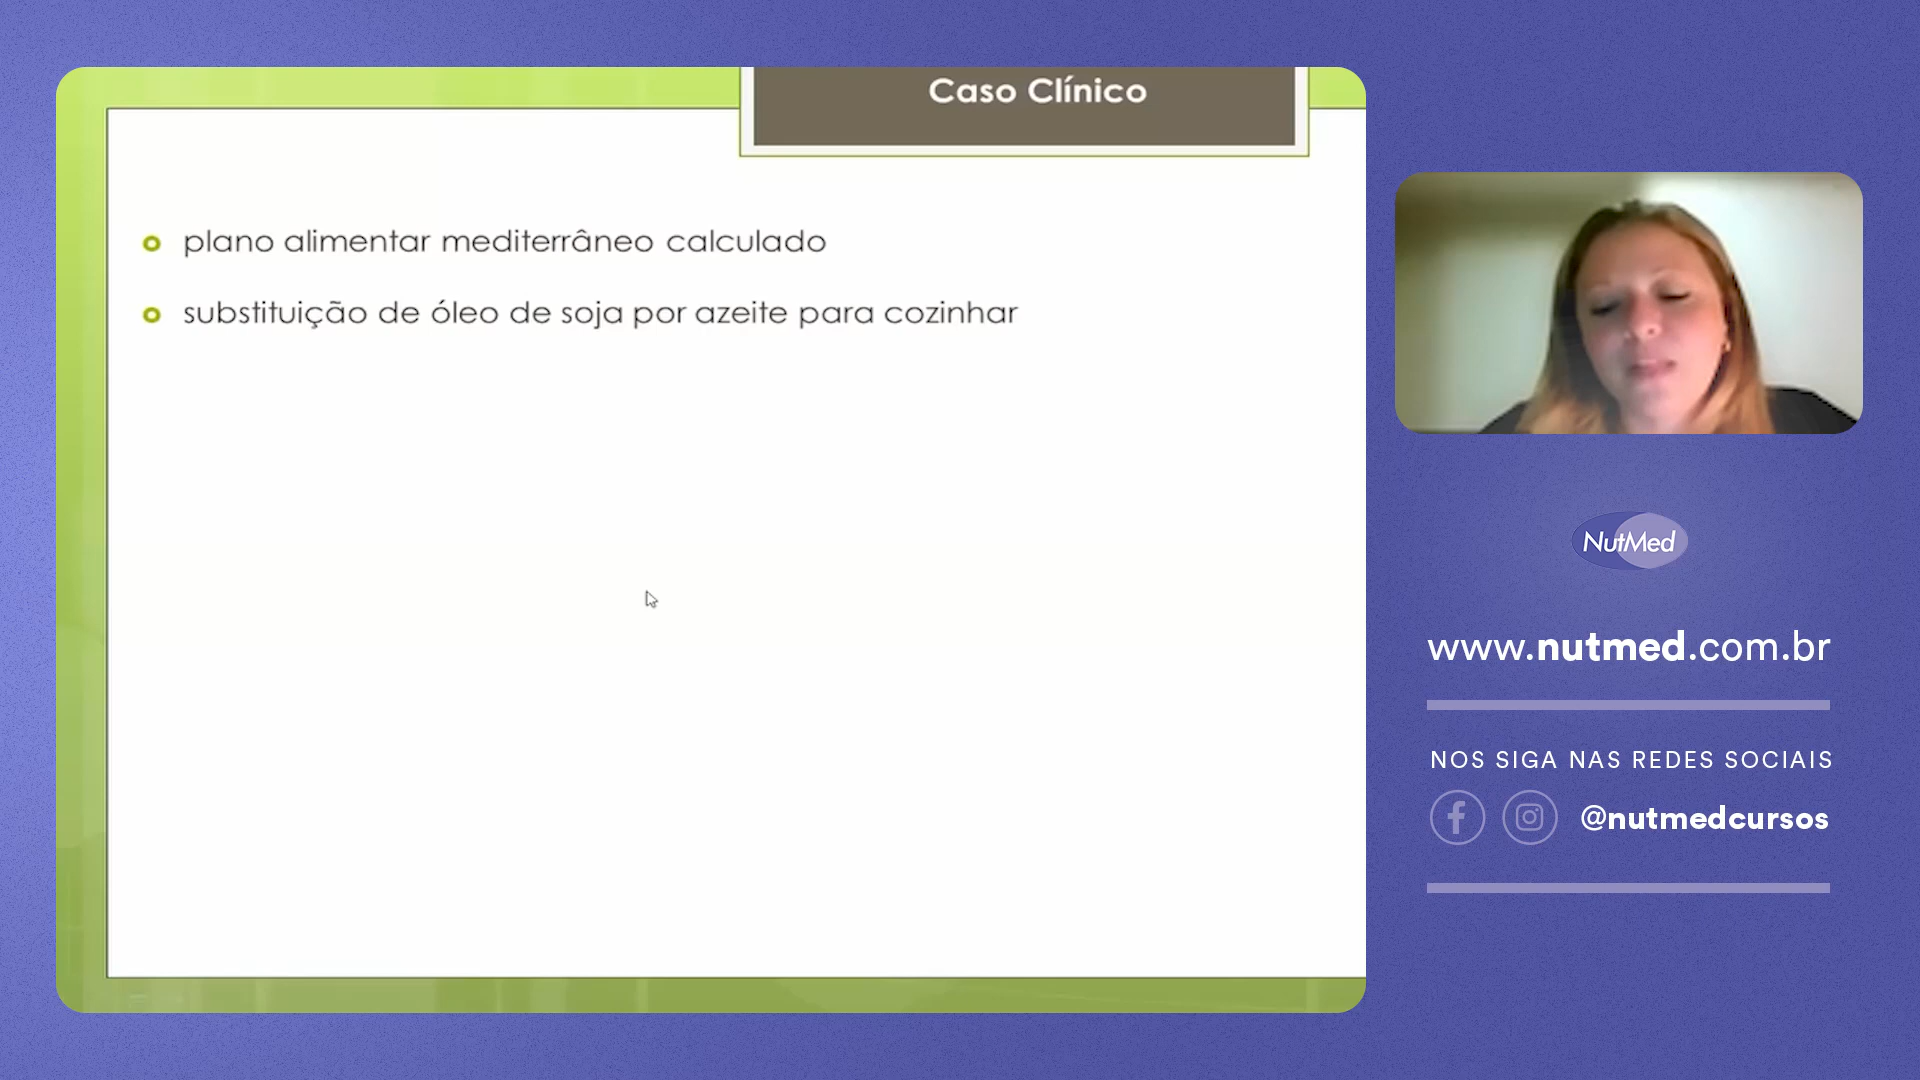 Caso Clínico
plano alimentar mediterrâneo calculado
substituição de óleo de soja por azeite para cozinhar
NutMed
www.nutmed.com.br
NOS SIGA NAS REDES SOCIAIS
@nutmedcursos